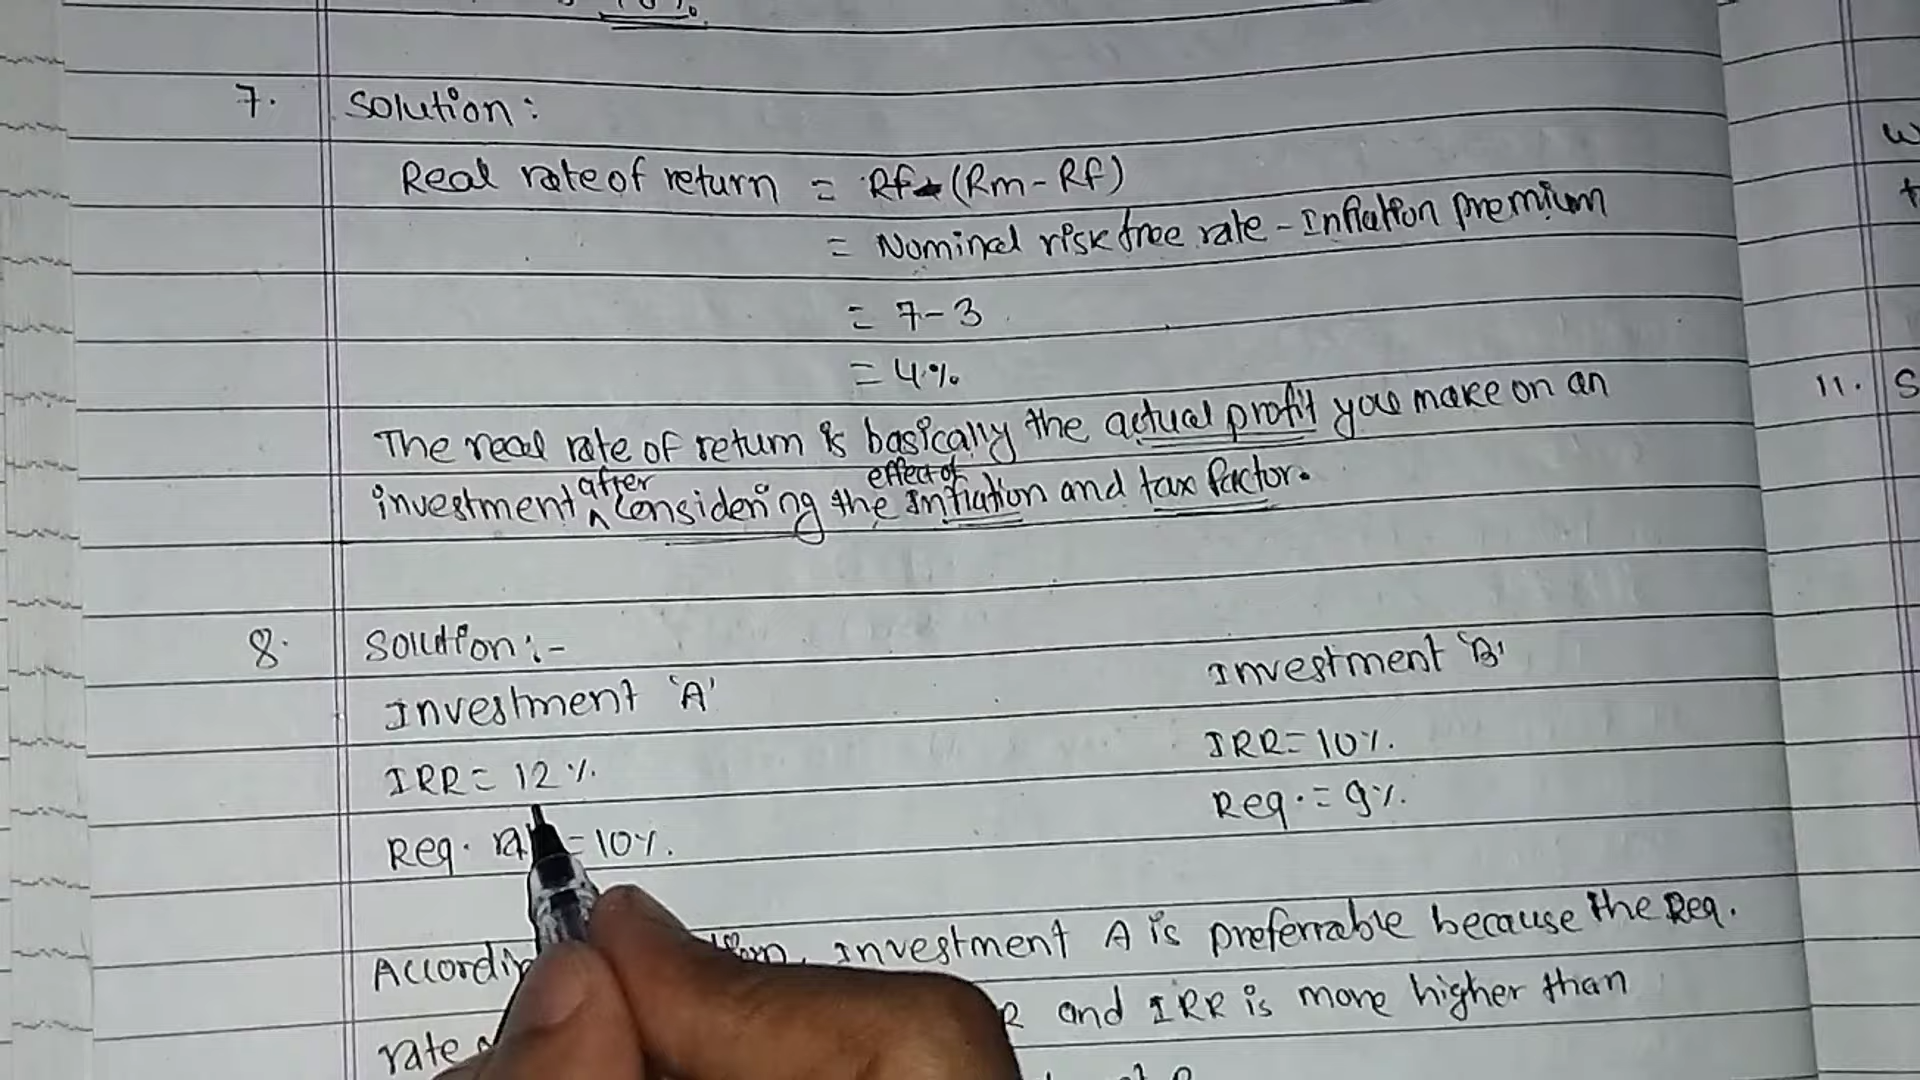 7. Solution:
Real rate of return = Rf - (Rm - Rf)
= Nominal risk free rate - Inflation premium
= 7 - 3
= 4%
The real rate of return is basically the actual profit you make on an
investment after considering the effect of inflation and tax factor.
8. Solution:-
Investment 'A' Investment 'B'
IRR = 12% IRR = 10%
Req. = 10% Req. = 9%
Investment A is preferrable because the Req.
rate and IRR is more higher than
11.